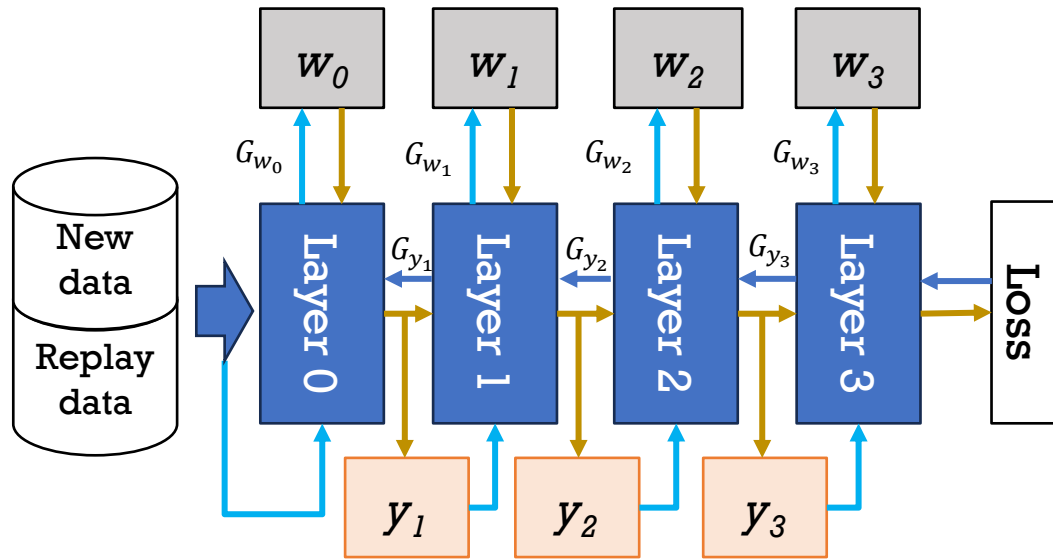 w0
w1
w2
w3
Gw0
Gw1
Gw2
Gw3
New
data
Replay
data
Layer 0
Gy1
Layer 1
Gy2
Layer 2
Gy3
Layer 3
Loss
y1
y2
y3